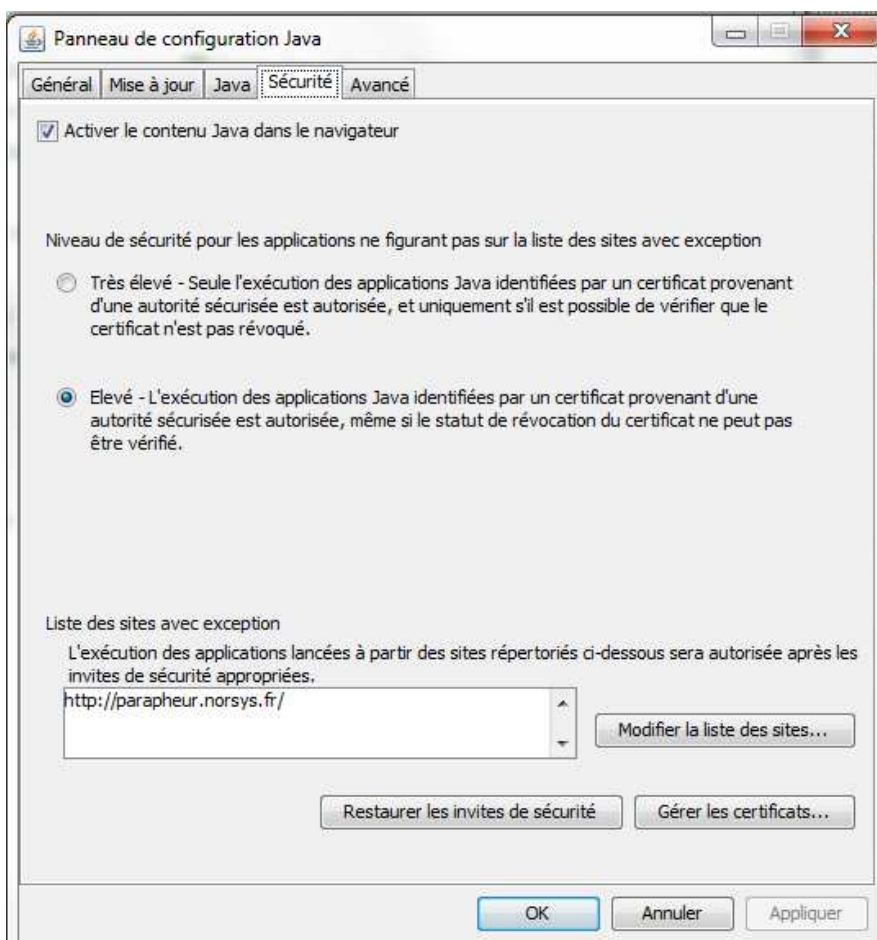 Panneau de configuration Java
Général Mise à jour Java Sécurité Avancé
Activer le contenu Java dans le navigateur
Niveau de sécurité pour les applications ne figurant pas sur la liste des sites avec exception
Très élevé - Seule l'exécution des applications Java identifiées par un certificat provenant
d'une autorité sécurisée est autorisée, et uniquement s'il est possible de vérifier que le
certificat n'est pas révoqué.
Elevé - L'exécution des applications Java identifiées par un certificat provenant d'une
autorité sécurisée est autorisée, même si le statut de révocation du certificat ne peut pas
être vérifié.
Liste des sites avec exception
L'exécution des applications lancées à partir des sites répertoriés ci-dessous sera autorisée après les
invites de sécurité appropriées.
http://parapheur.norsys.fr/
Modifier la liste des sites...
Restaurer les invites de sécurité Gérer les certificats...
OK Annuler Appliquer